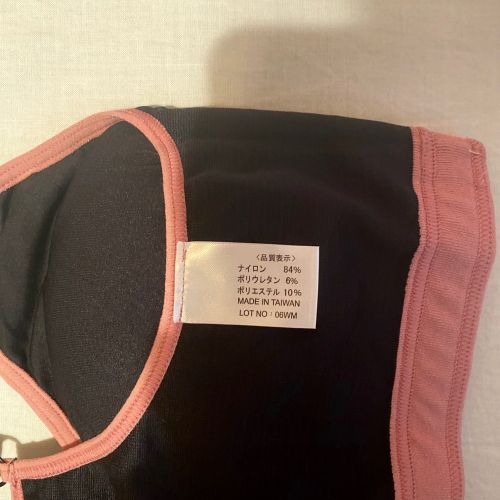 〈品質表示〉
ナイロン 84%
ポリウレタン 6%
ポリエステル 10%
MADE IN TAIWAN
LOT NO : 06WM